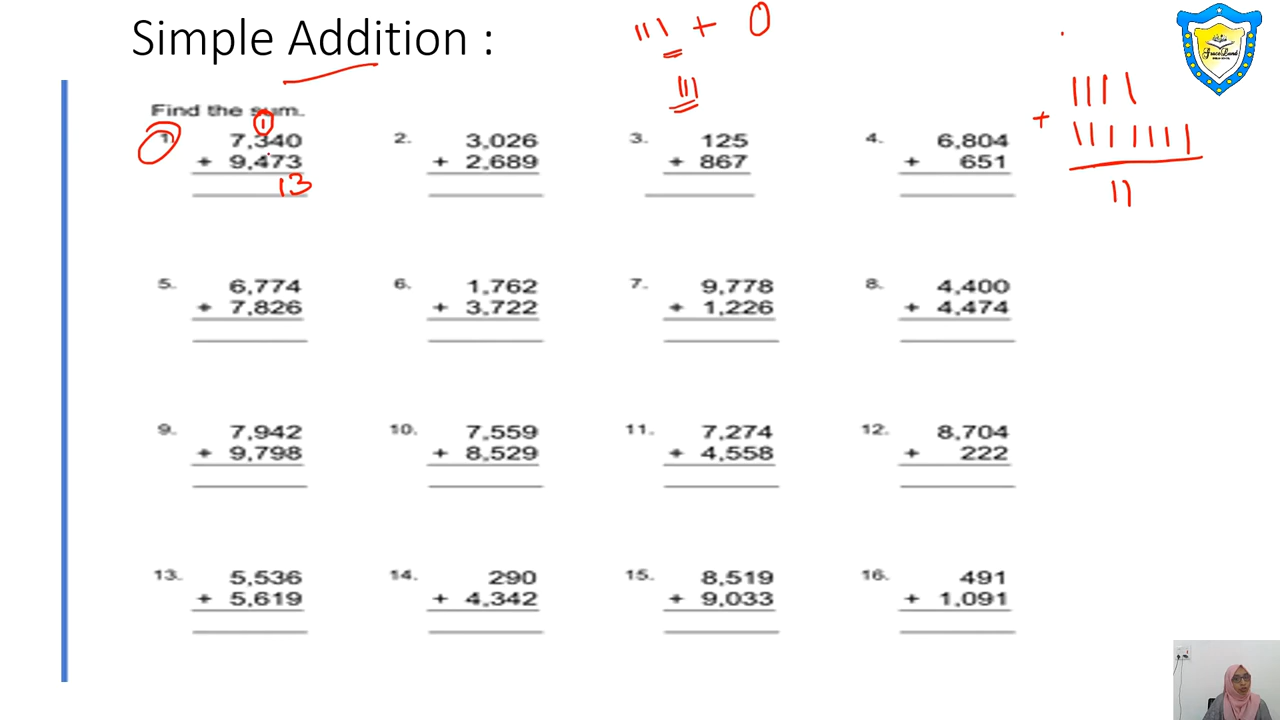 Simple Addition :
||| + 0
|||
Find the sum.
1. 7,340 + 9,473
1
13
2. 3,026 + 2,689
3. 125 + 867
4. 6,804 + 651
||||
+ |||||||
11
5. 6,774 + 7,826
6. 1,762 + 3,722
7. 9,778 + 1,226
8. 4,400 + 4,474
9. 7,942 + 9,798
10. 7,559 + 8,529
11. 7,274 + 4,558
12. 8,704 + 222
13. 5,536 + 5,619
14. 290 + 4,342
15. 8,519 + 9,033
16. 491 + 1,091